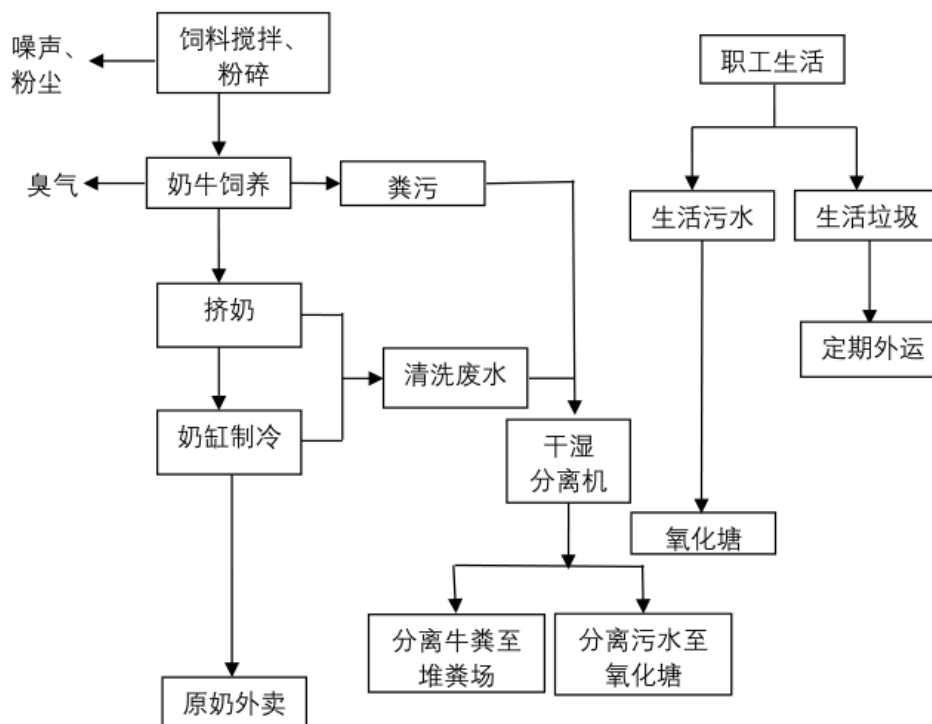 噪声、
粉尘
饲料搅拌、
粉碎
职工生活
臭气
奶牛饲养
粪污
生活污水
生活垃圾
挤奶
定期外运
清洗废水
奶缸制冷
干湿
分离机
氧化塘
分离牛粪至
堆粪场
分离污水至
氧化塘
原奶外卖